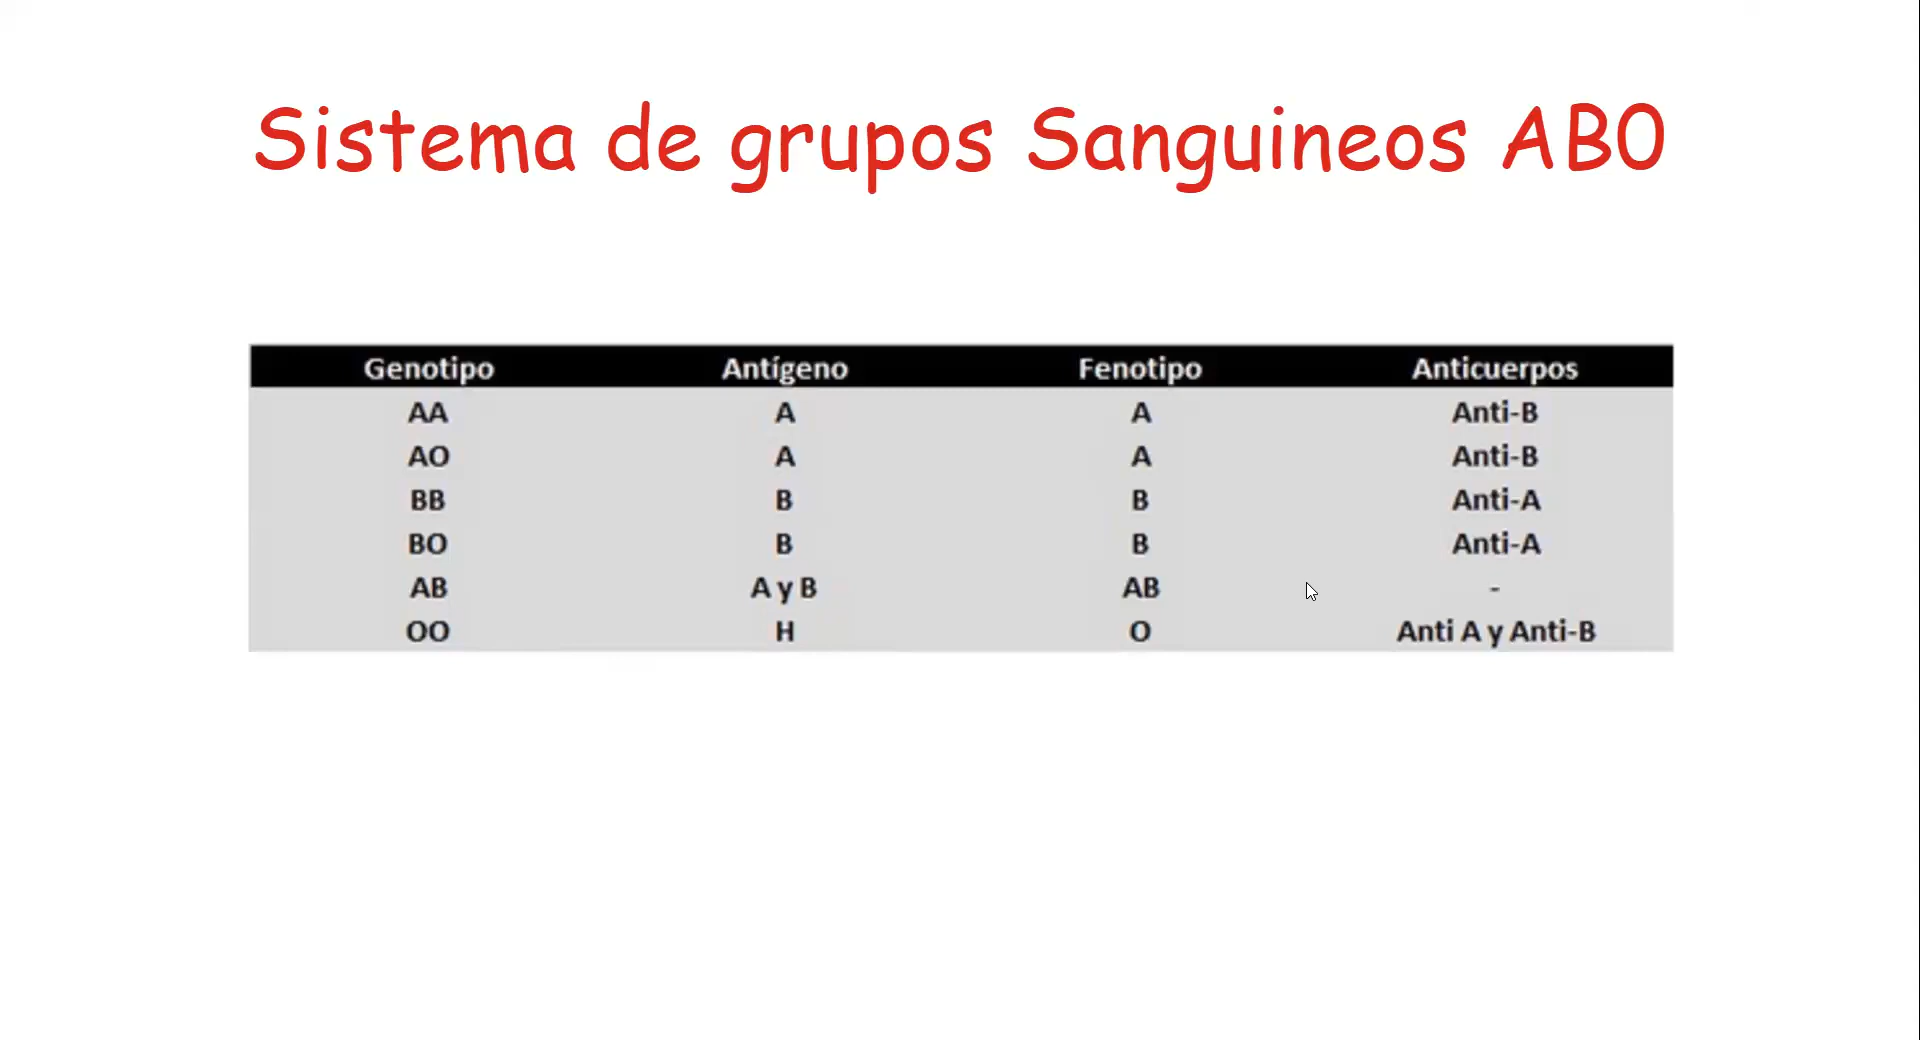 Sistema de grupos Sanguineos AB0
Genotipo Antígeno Fenotipo Anticuerpos
AA A A Anti-B
AO A A Anti-B
BB B B Anti-A
BO B B Anti-A
AB A y B AB -
OO H O Anti A y Anti-B